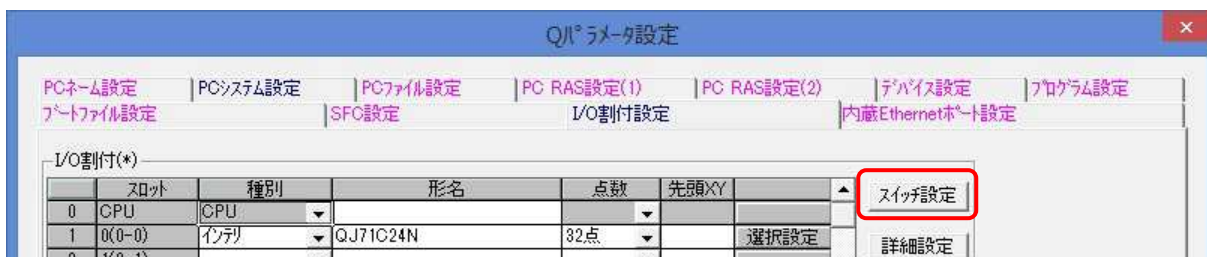 Qパラメータ設定
PCネーム設定 PCシステム設定 PCファイル設定 PC RAS設定(1) PC RAS設定(2) デバイス設定 プログラム設定
ブートファイル設定 SFC設定 I/O割付設定 内蔵Ethernetポート設定
I/O割付(*)
スロット 種別 形名 点数 先頭XY スイッチ設定
0 CPU CPU
1 0(0-0) インテリ QJ71C24N 32点 選択設定 詳細設定